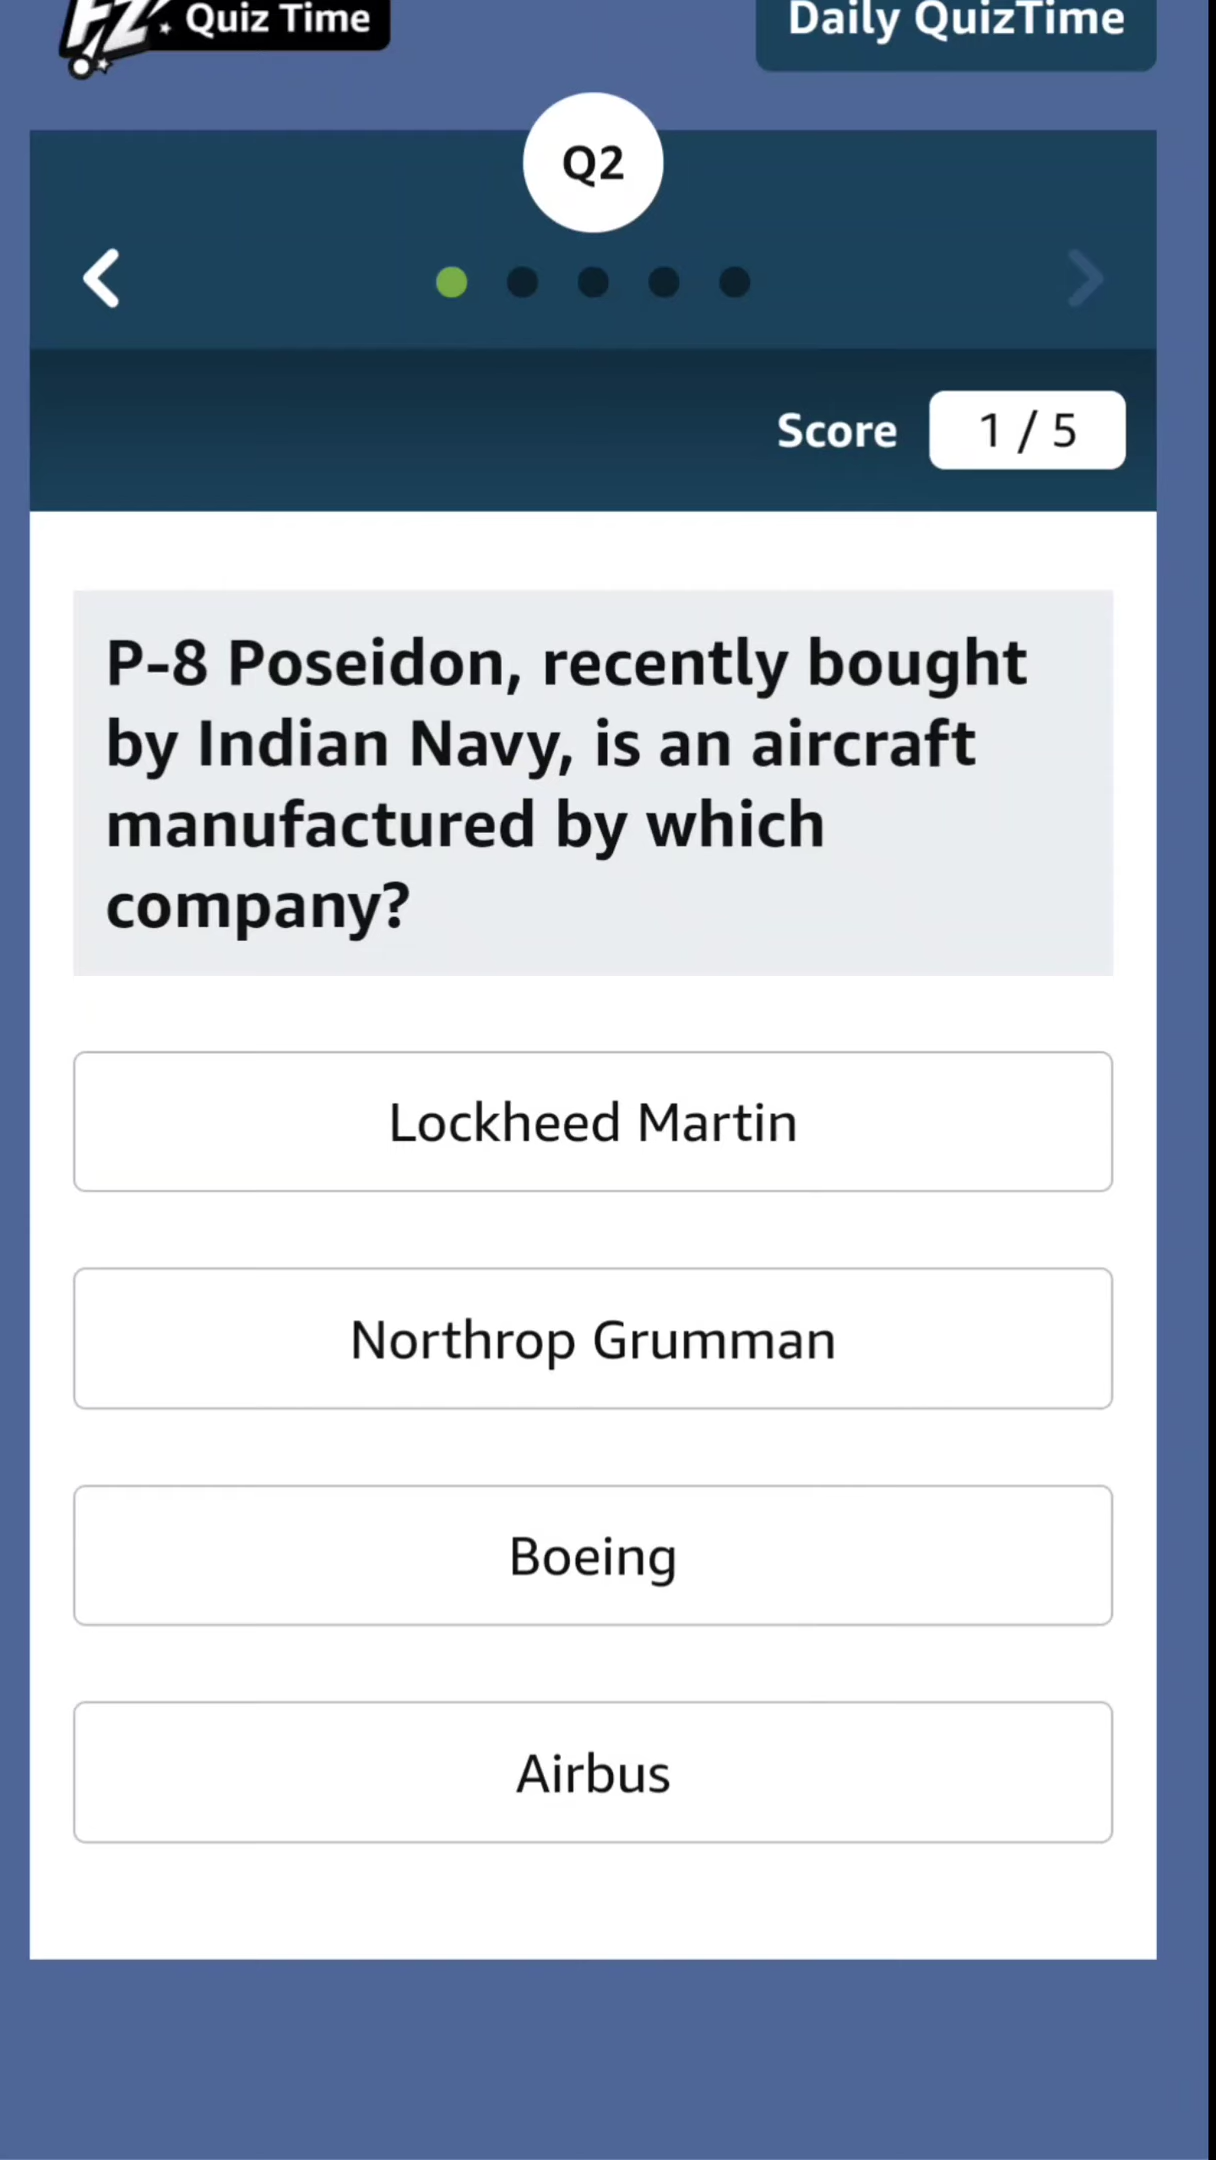 FZ Quiz Time
Daily QuizTime
Q2
Score 1 / 5
P-8 Poseidon, recently bought
by Indian Navy, is an aircraft
manufactured by which
company?
Lockheed Martin
Northrop Grumman
Boeing
Airbus